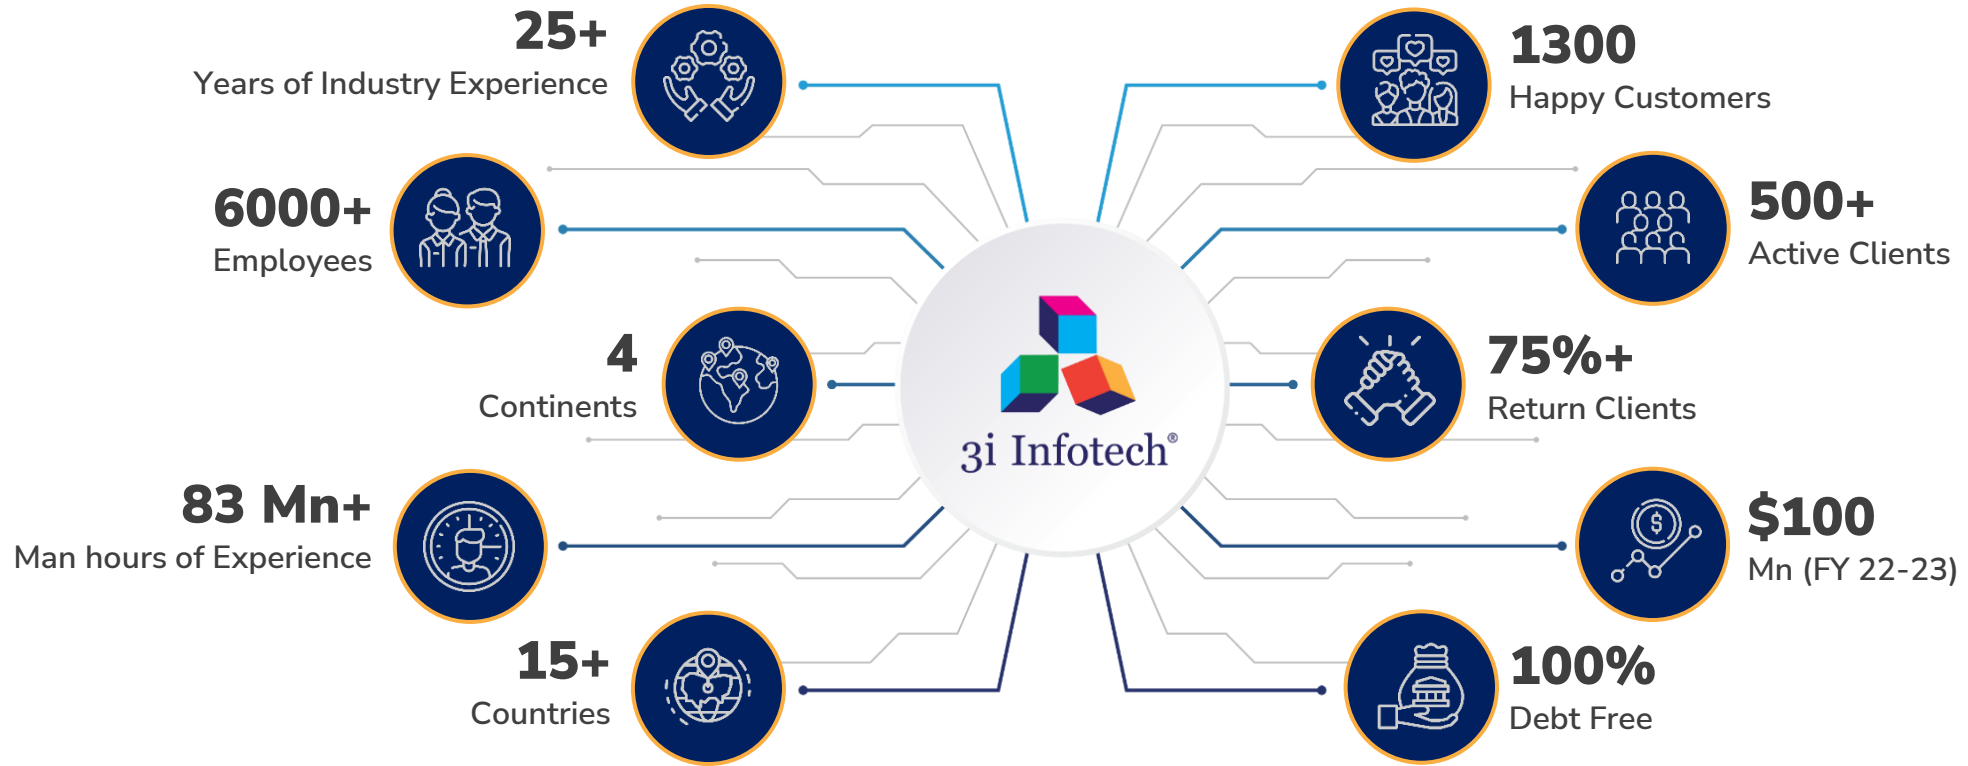 25+
Years of Industry Experience
6000+
Employees
4
Continents
83 Mn+
Man hours of Experience
15+
Countries
3i Infotech®
1300
Happy Customers
500+
Active Clients
75%+
Return Clients
$100
Mn (FY 22-23)
100%
Debt Free